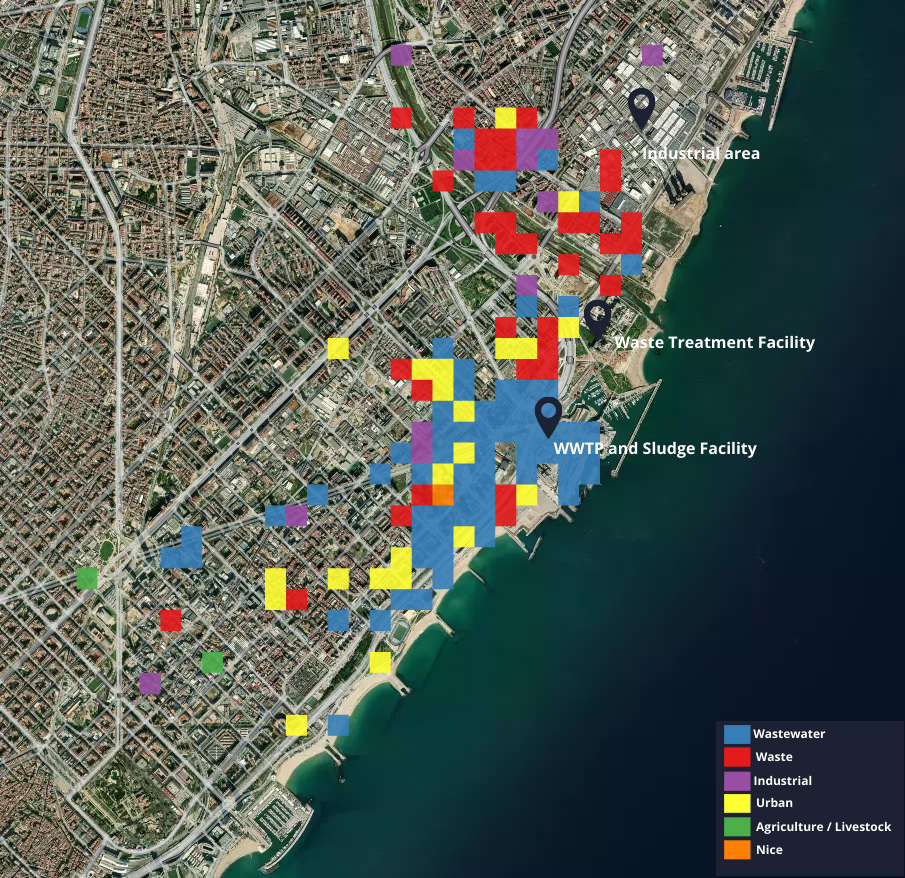 Industrial area
Waste Treatment Facility
WWTP and Sludge Facility
Wastewater
Waste
Industrial
Urban
Agriculture / Livestock
Nice